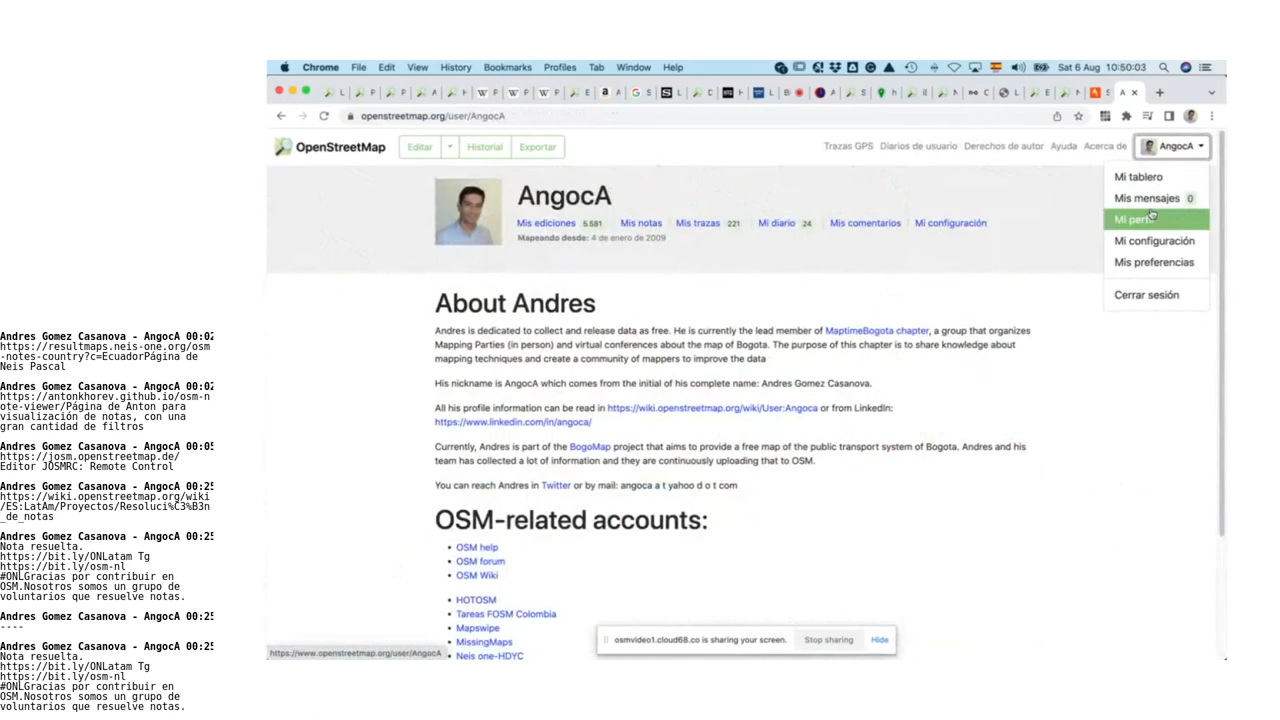 Chrome File Edit View History Bookmarks Profiles Tab Window Help Sat 6 Aug 10:50:03
openstreetmap.org/user/AngocA
OpenStreetMap Editar Historial Exportar Trazas GPS Diarios de usuario Derechos de autor Ayuda Acerca de AngocA
Mi tablero
Mis mensajes 0
Mi perfil
Mi configuración
Mis preferencias
Cerrar sesión
AngocA
Mis ediciones 5.581 Mis notas Mis trazas 221 Mi diario 24 Mis comentarios Mi configuración
Mapeando desde: 4 de enero de 2009
About Andres
Andres is dedicated to collect and release data as free. He is currently the lead member of MaptimeBogota chapter, a group that organizes
Mapping Parties (in person) and virtual conferences about the map of Bogota. The purpose of this chapter is to share knowledge about
mapping techniques and create a community of mappers to improve the data
His nickname is AngocA which comes from the initial of his complete name: Andres Gomez Casanova.
All his profile information can be read in https://wiki.openstreetmap.org/wiki/User:Angoca or from LinkedIn:
https://www.linkedin.com/in/angoca/
Currently, Andres is part of the BogoMap project that aims to provide a free map of the public transport system of Bogota. Andres and his
team has collected a lot of information and they are continuously uploading that to OSM.
You can reach Andres in Twitter or by mail: angoca a t yahoo d o t com
OSM-related accounts:
OSM help
OSM forum
OSM Wiki
HOTOSM
Tareas FOSM Colombia
Mapswipe
MissingMaps
Neis one-HDYC
osmvideo1.cloud68.co is sharing your screen. Stop sharing Hide
https://www.openstreetmap.org/user/AngocA
Andres Gomez Casanova - AngocA 00:02
https://resultmaps.neis-one.org/osm
-notes-country?c=EcuadorPágina de
Neis Pascal
Andres Gomez Casanova - AngocA 00:02
https://antonkhorev.github.io/osm-n
ote-viewer/Página de Anton para
visualización de notas, con una
gran cantidad de filtros
Andres Gomez Casanova - AngocA 00:05
https://josm.openstreetmap.de/
Editor JOSMRC: Remote Control
Andres Gomez Casanova - AngocA 00:25
https://wiki.openstreetmap.org/wiki
/ES:LatAm/Proyectos/Resoluci%C3%B3n
_de_notas
Andres Gomez Casanova - AngocA 00:25
Nota resuelta.
https://bit.ly/ONLatam Tg
https://bit.ly/osm-nl
#ONLGracias por contribuir en
OSM.Nosotros somos un grupo de
voluntarios que resuelve notas.
Andres Gomez Casanova - AngocA 00:25
----
Andres Gomez Casanova - AngocA 00:25
Nota resuelta.
https://bit.ly/ONLatam Tg
https://bit.ly/osm-nl
#ONLGracias por contribuir en
OSM.Nosotros somos un grupo de
voluntarios que resuelve notas.